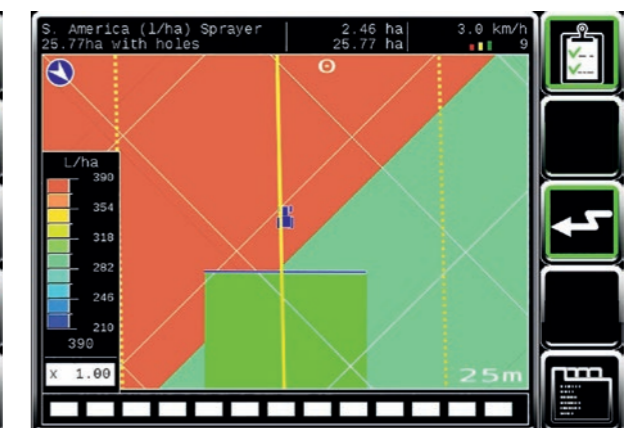 S. America (l/ha) Sprayer 2.46 ha 3.0 km/h
25.77ha with holes 25.77 ha 9
L/ha
390
354
318
282
246
210
390
x 1.00
25m